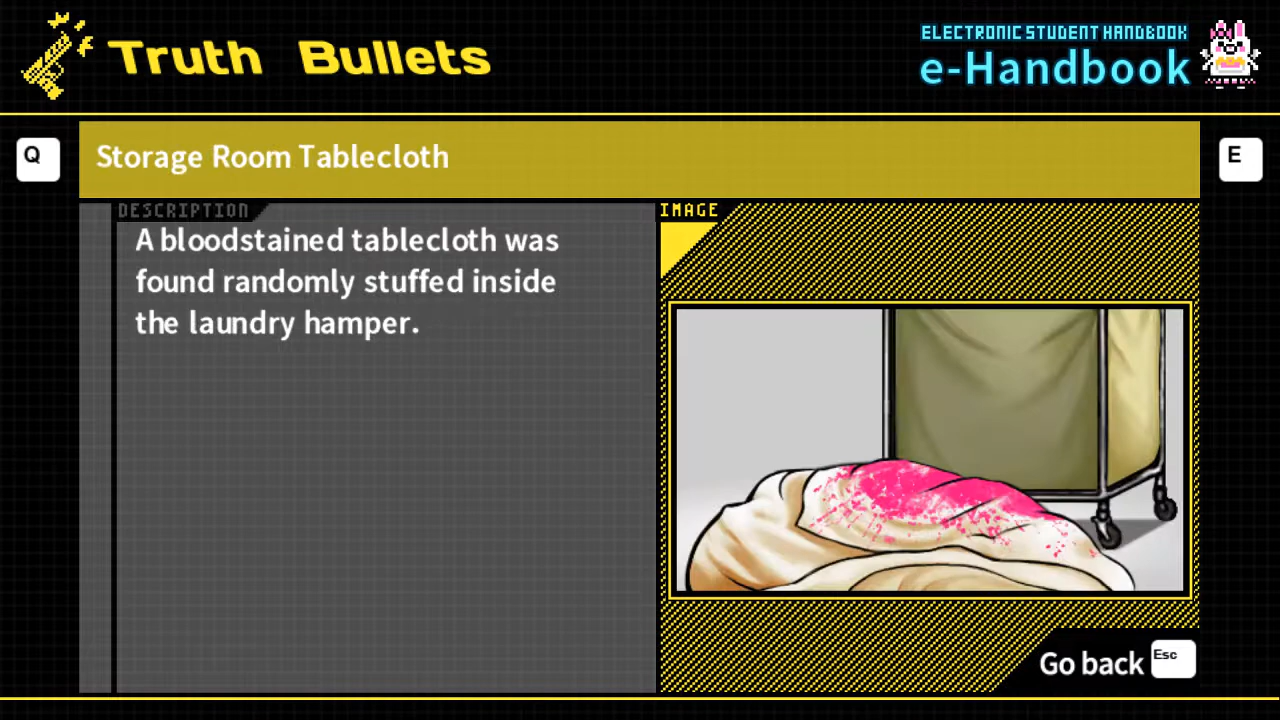 Truth Bullets
ELECTRONIC STUDENT HANDBOOK
e-Handbook
Q
Storage Room Tablecloth
E
DESCRIPTION
A bloodstained tablecloth was
found randomly stuffed inside
the laundry hamper.
IMAGE
Go back Esc